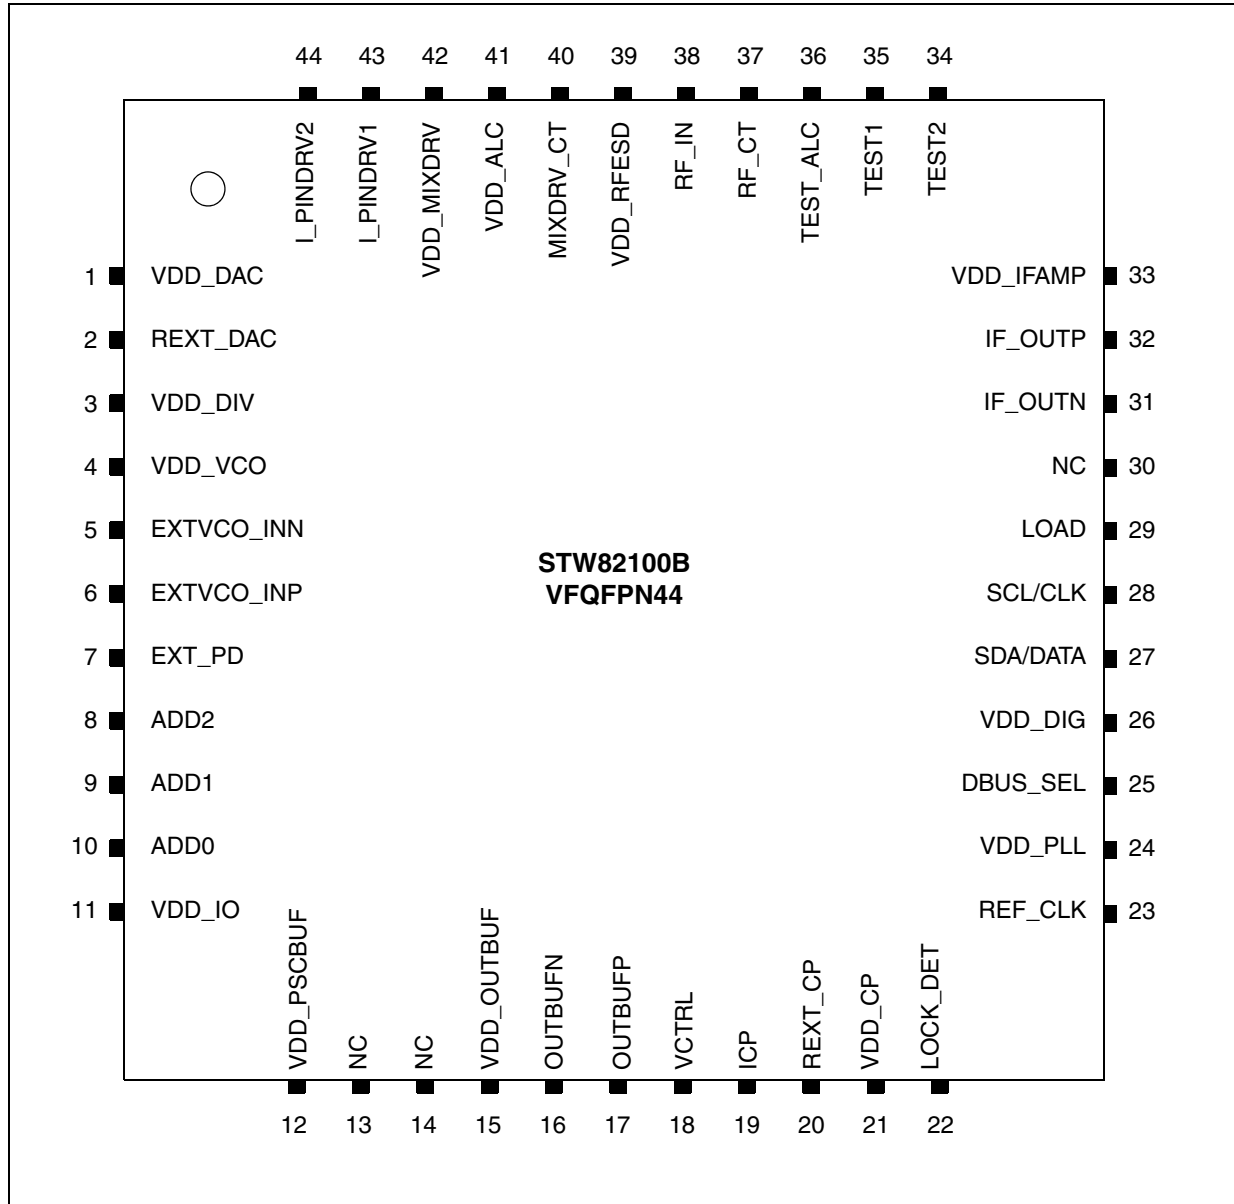 44 43 42 41 40 39 38 37 36 35 34
I_PINDRV2
I_PINDRV1
VDD_MIXDRV
VDD_ALC
MIXDRV_CT
VDD_RFESD
RF_IN
RF_CT
TEST_ALC
TEST1
TEST2
1 VDD_DAC VDD_IFAMP 33
2 REXT_DAC IF_OUTP 32
3 VDD_DIV IF_OUTN 31
4 VDD_VCO NC 30
5 EXTVCO_INN LOAD 29
STW82100B
VFQFPN44
6 EXTVCO_INP SCL/CLK 28
7 EXT_PD SDA/DATA 27
8 ADD2 VDD_DIG 26
9 ADD1 DBUS_SEL 25
10 ADD0 VDD_PLL 24
11 VDD_IO REF_CLK 23
VDD_PSCBUF
NC
NC
VDD_OUTBUF
OUTBUFN
OUTBUFP
VCTRL
ICP
REXT_CP
VDD_CP
LOCK_DET
12 13 14 15 16 17 18 19 20 21 22